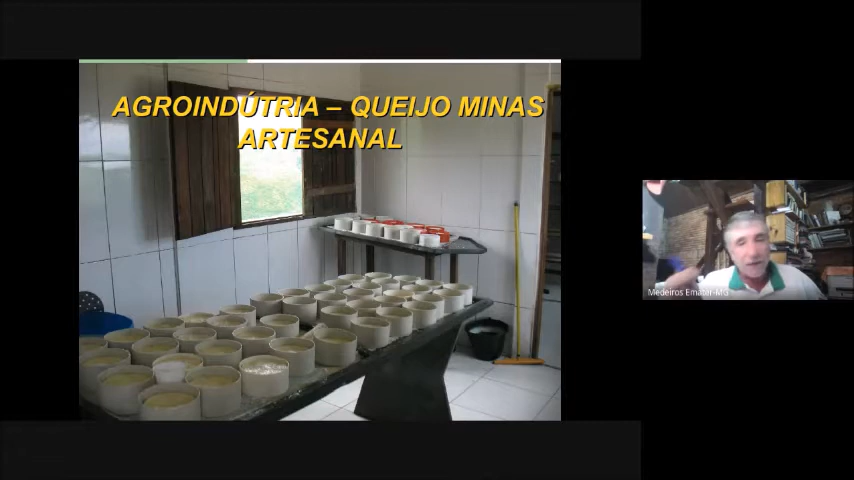 AGROINDÚTRIA – QUEIJO MINAS
ARTESANAL
Medeiros Emater-MG